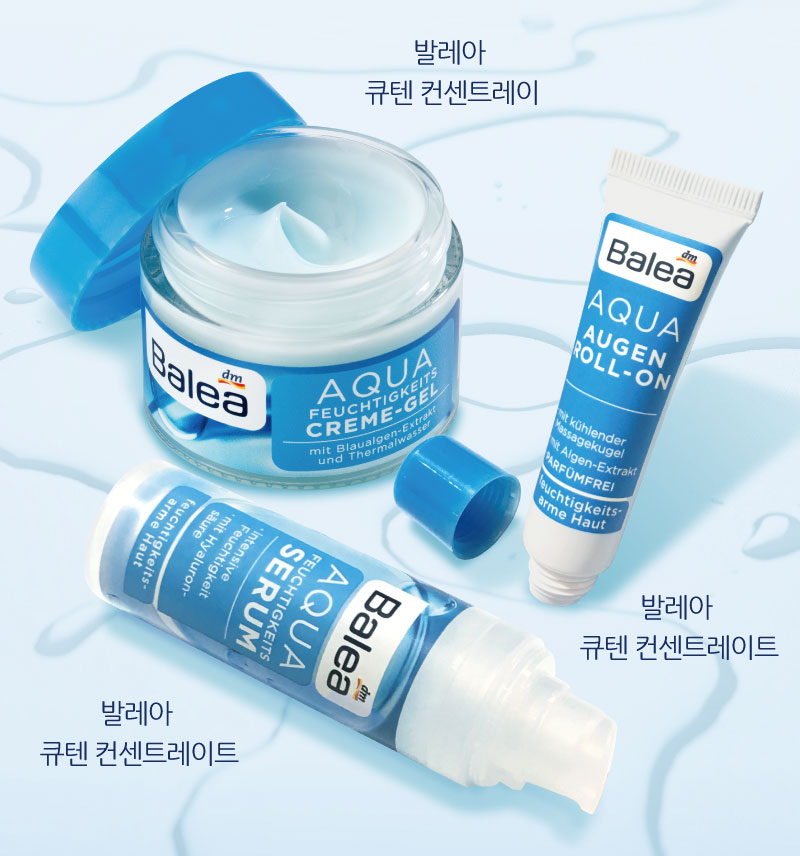 발레아
큐텐 컨센트레이
Balea
dm
AQUA
FEUCHTIGKEITS
CREME-GEL
mit Blaualgen-Extrakt
und Thermalwasser
Balea
dm
AQUA
AUGEN
ROLL-ON
mit kühlender
Massagekugel
mit Algen-Extrakt
PARFÜMFREI
feuchtigkeits-
arme Haut
발레아
큐텐 컨센트레이트
Balea
dm
AQUA
FEUCHTIGKEITS
SERUM
*intensive
Feuchtigkeit
*mit Hyaluron-
säure
feuchtigkeits-
arme Haut
발레아
큐텐 컨센트레이트